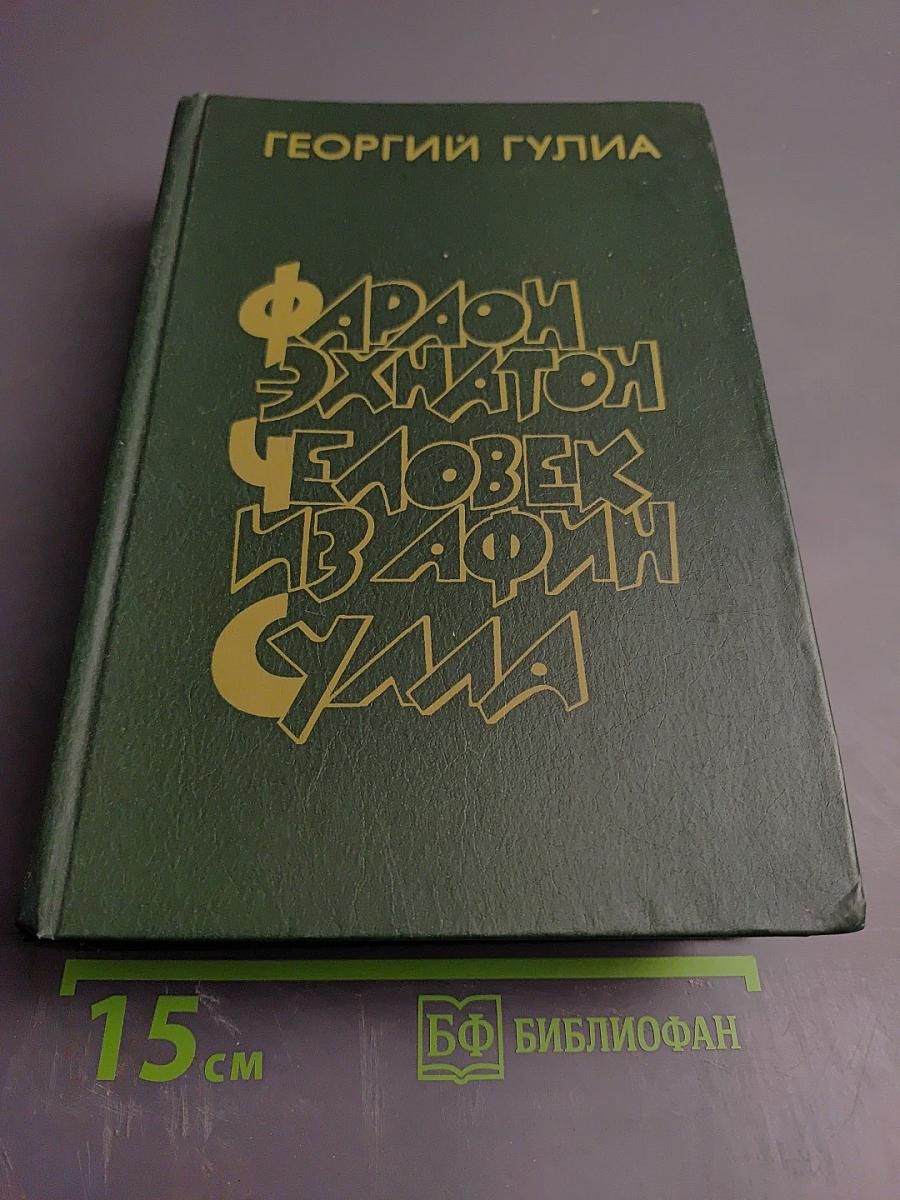 ГЕОРГИЙ ГУЛИА
ФАРАОН
ЭХНАТОН
ЧЕЛОВЕК
ИЗ АФИН
СУЛЛА
15 см
БФ БИБЛИОФАН